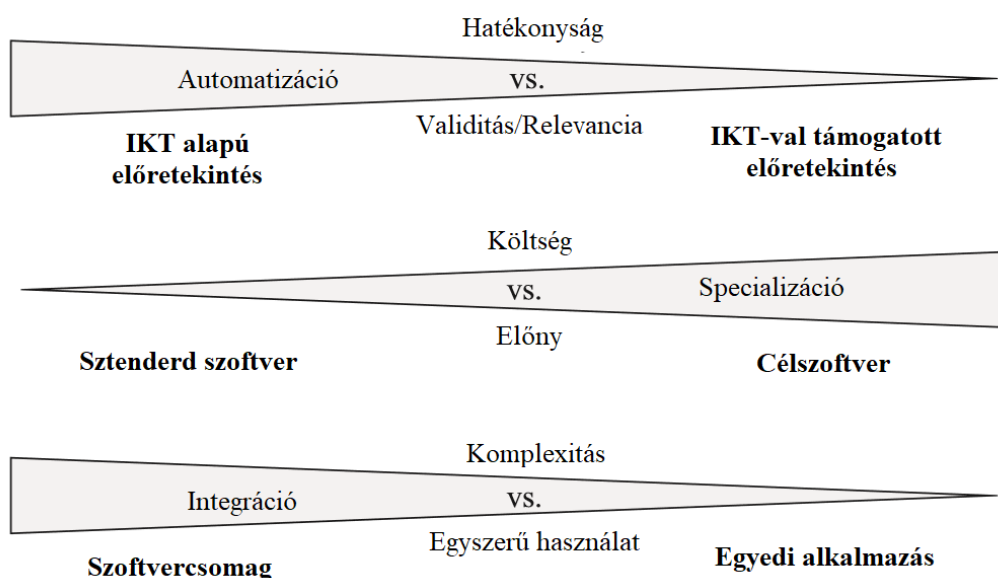 Hatékonyság
Automatizáció vs.
Validitás/Relevancia
IKT alapú
előretekintés
IKT-val támogatott
előretekintés
Költség
vs. Specializáció
Előny
Sztenderd szoftver
Célszoftver
Komplexitás
Integráció vs.
Egyszerű használat
Szoftvercsomag
Egyedi alkalmazás